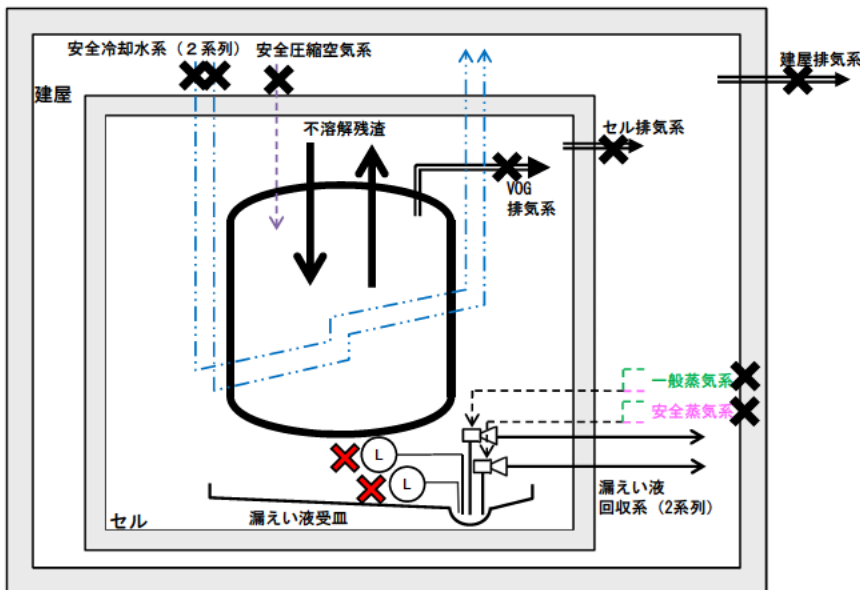 安全冷却水系（２系列）
安全圧縮空気系
建屋排気系
建屋
セル排気系
不溶解残渣
VOG
排気系
一般蒸気系
安全蒸気系
L
L
漏えい液
回収系（2系列）
漏えい液受皿
セル